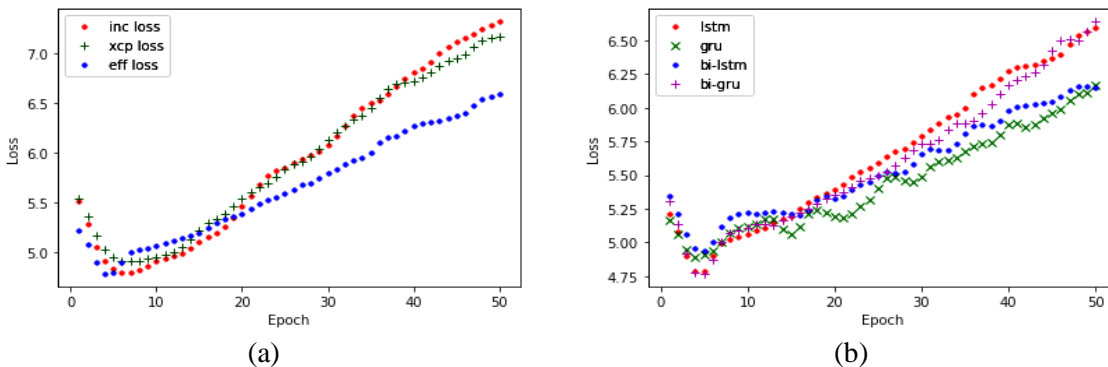 inc loss
xcp loss
eff loss
7.0
6.5
6.0
5.5
5.0
Loss
0
10
20
30
40
50
Epoch
(a)
lstm
gru
bi-lstm
bi-gru
6.50
6.25
6.00
5.75
5.50
5.25
5.00
4.75
Loss
0
10
20
30
40
50
Epoch
(b)